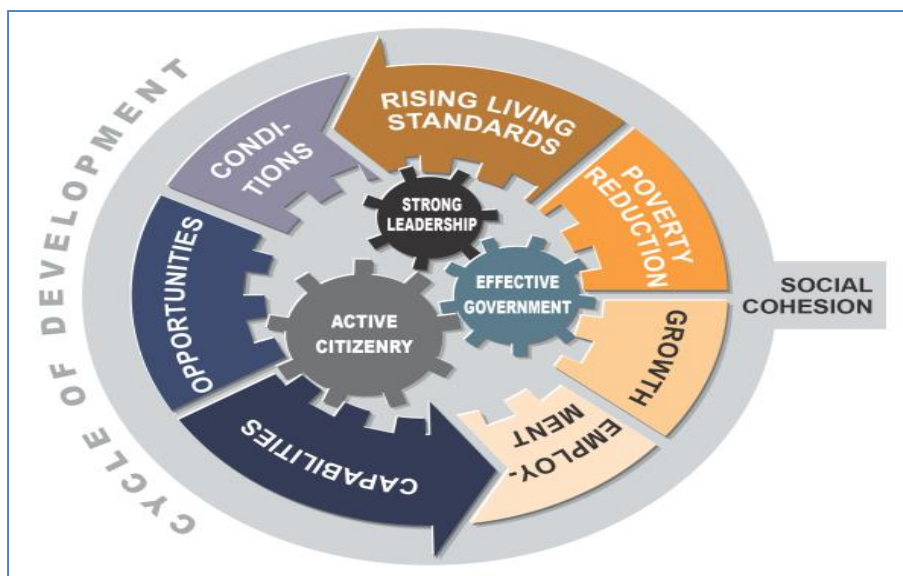 CYCLE OF DEVELOPMENT
RISING LIVING
STANDARDS
POVERTY
REDUCTION
GROWTH
EMPLOY-
MENT
CAPABILITIES
OPPORTUNITIES
CONDI-
TIONS
STRONG
LEADERSHIP
EFFECTIVE
GOVERNMENT
ACTIVE
CITIZENRY
SOCIAL
COHESION